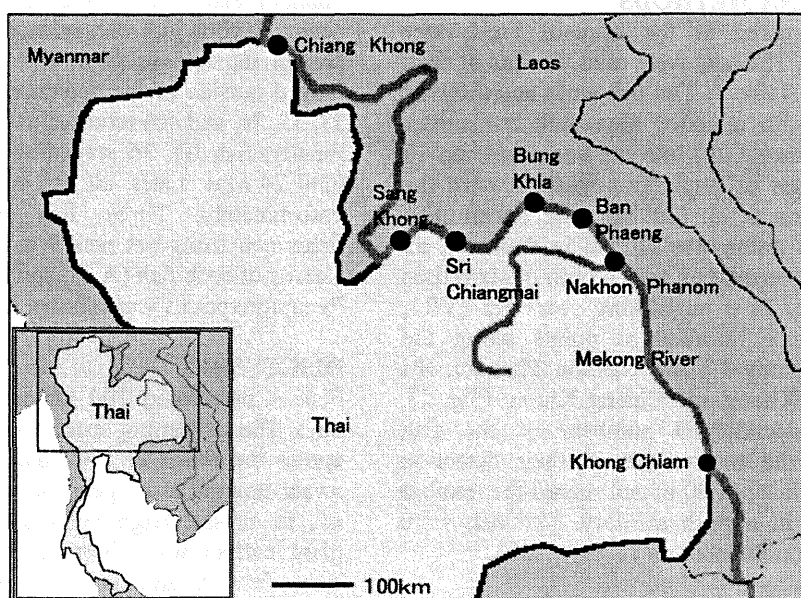 Myanmar
Chiang Khong
Laos
Bung
Khla
Ban
Phaeng
Sang
Khong
Sri
Chiangmai
Nakhon Phanom
Mekong River
Thai
Thai
Khong Chiam
100km